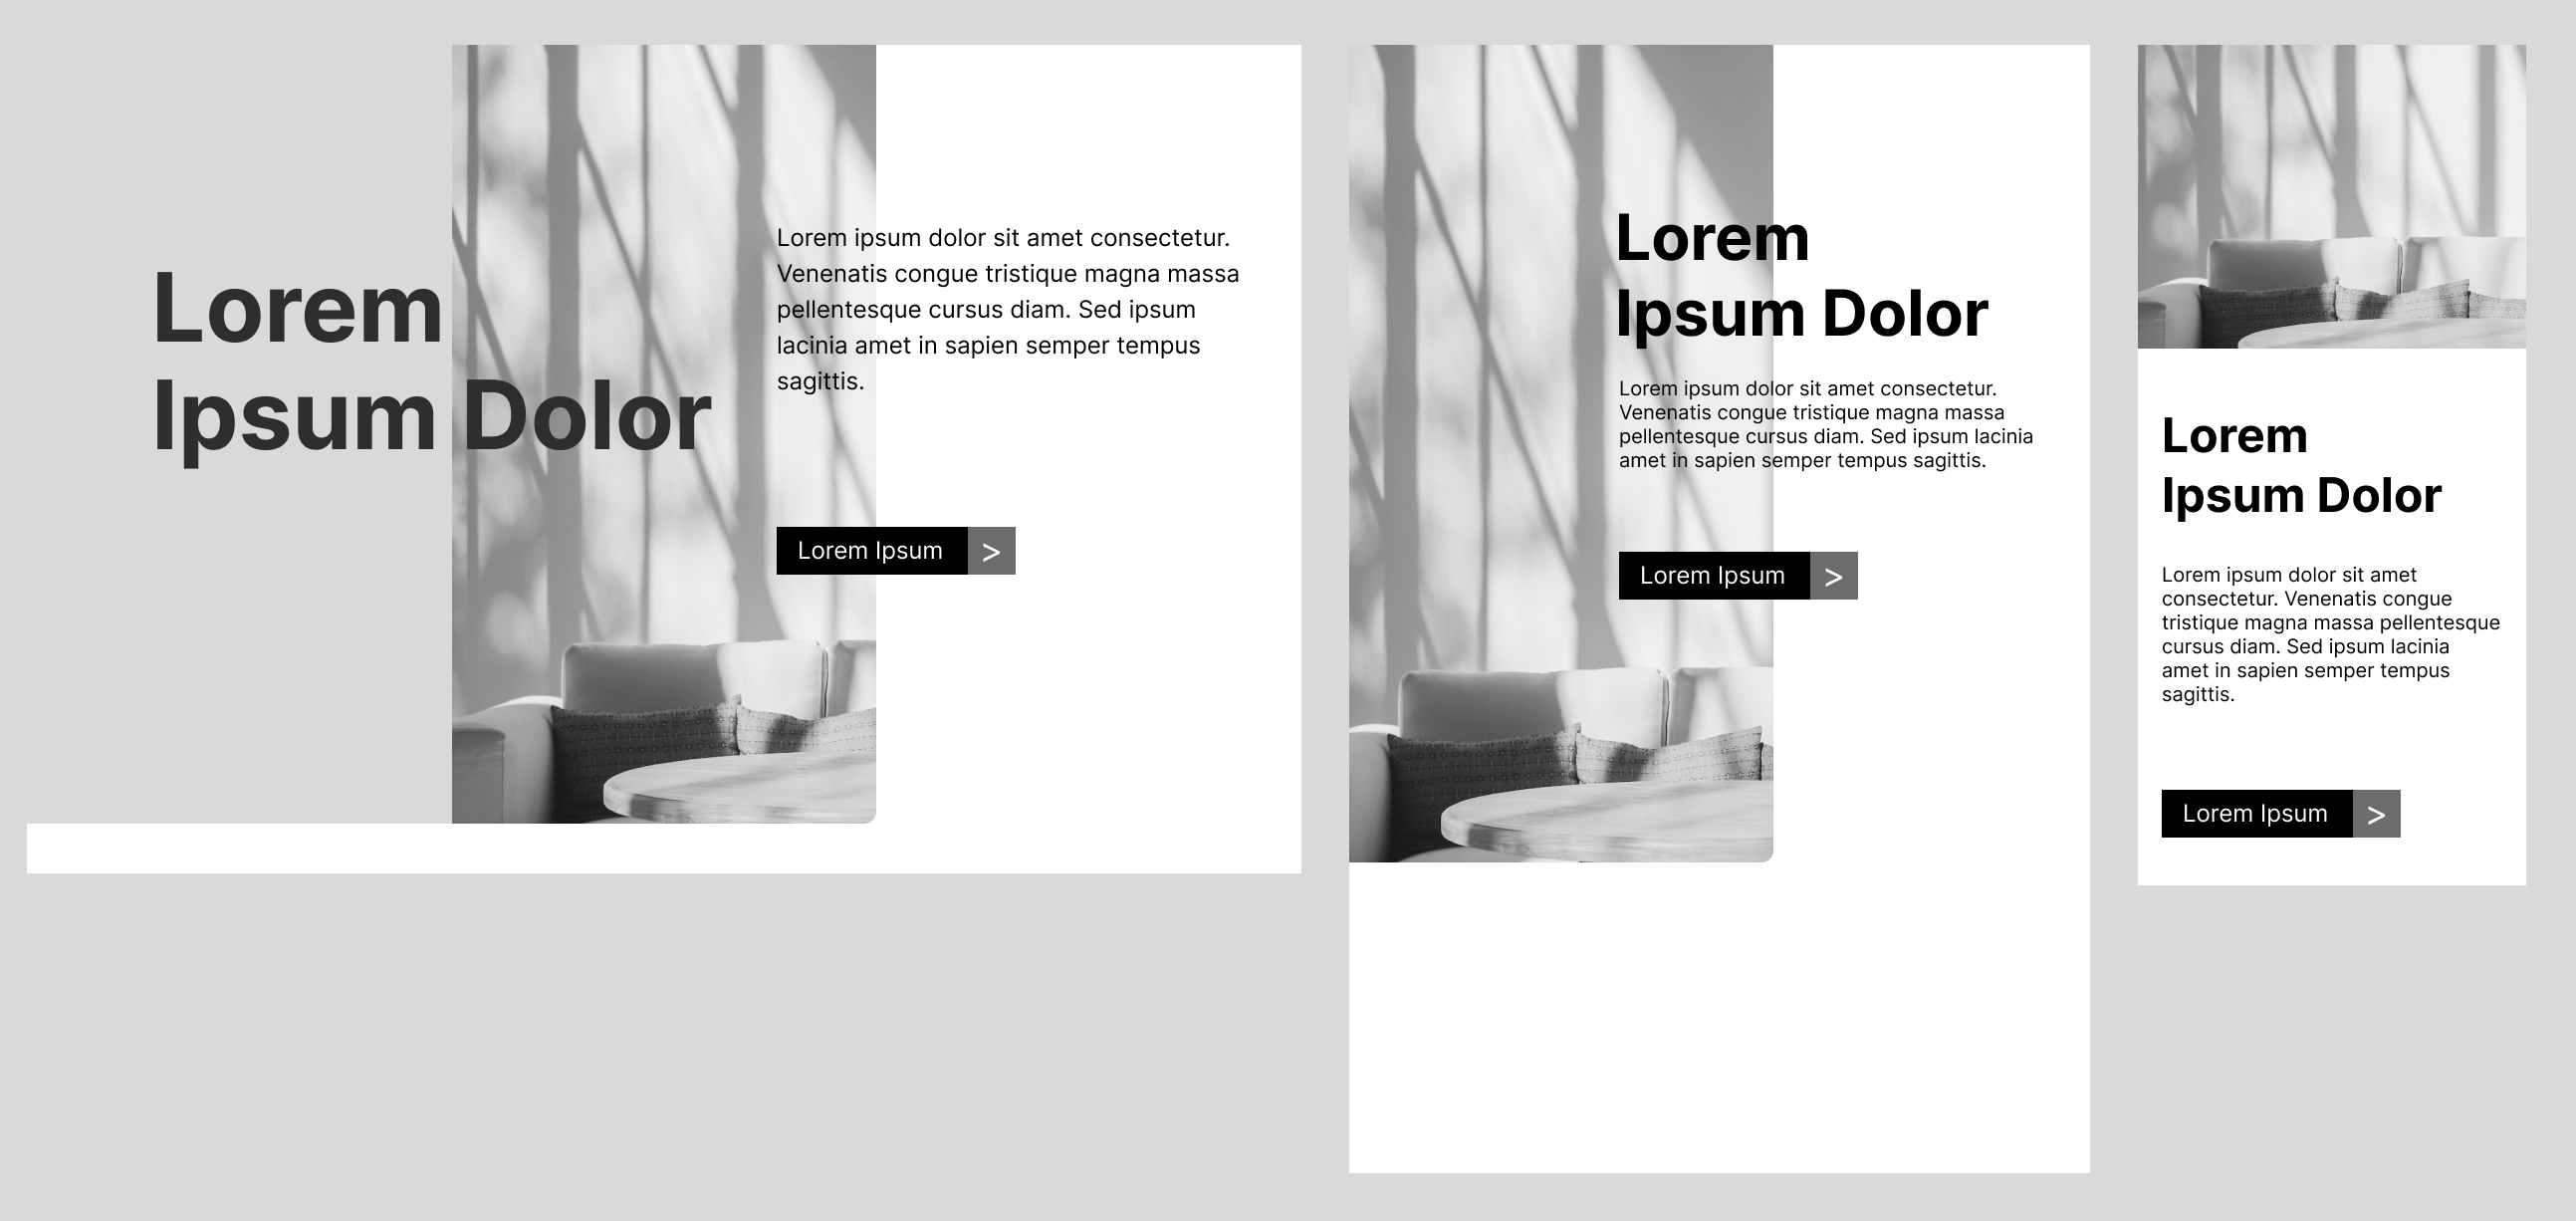 Lorem
Ipsum Dolor
Lorem ipsum dolor sit amet consectetur.
Venenatis congue tristique magna massa
pellentesque cursus diam. Sed ipsum
lacinia amet in sapien semper tempus
sagittis.
Lorem Ipsum >
Lorem
Ipsum Dolor
Lorem ipsum dolor sit amet consectetur.
Venenatis congue tristique magna massa
pellentesque cursus diam. Sed ipsum lacinia
amet in sapien semper tempus sagittis.
Lorem Ipsum >
Lorem
Ipsum Dolor
Lorem ipsum dolor sit amet
consectetur. Venenatis congue
tristique magna massa pellentesque
cursus diam. Sed ipsum lacinia
amet in sapien semper tempus
sagittis.
Lorem Ipsum >